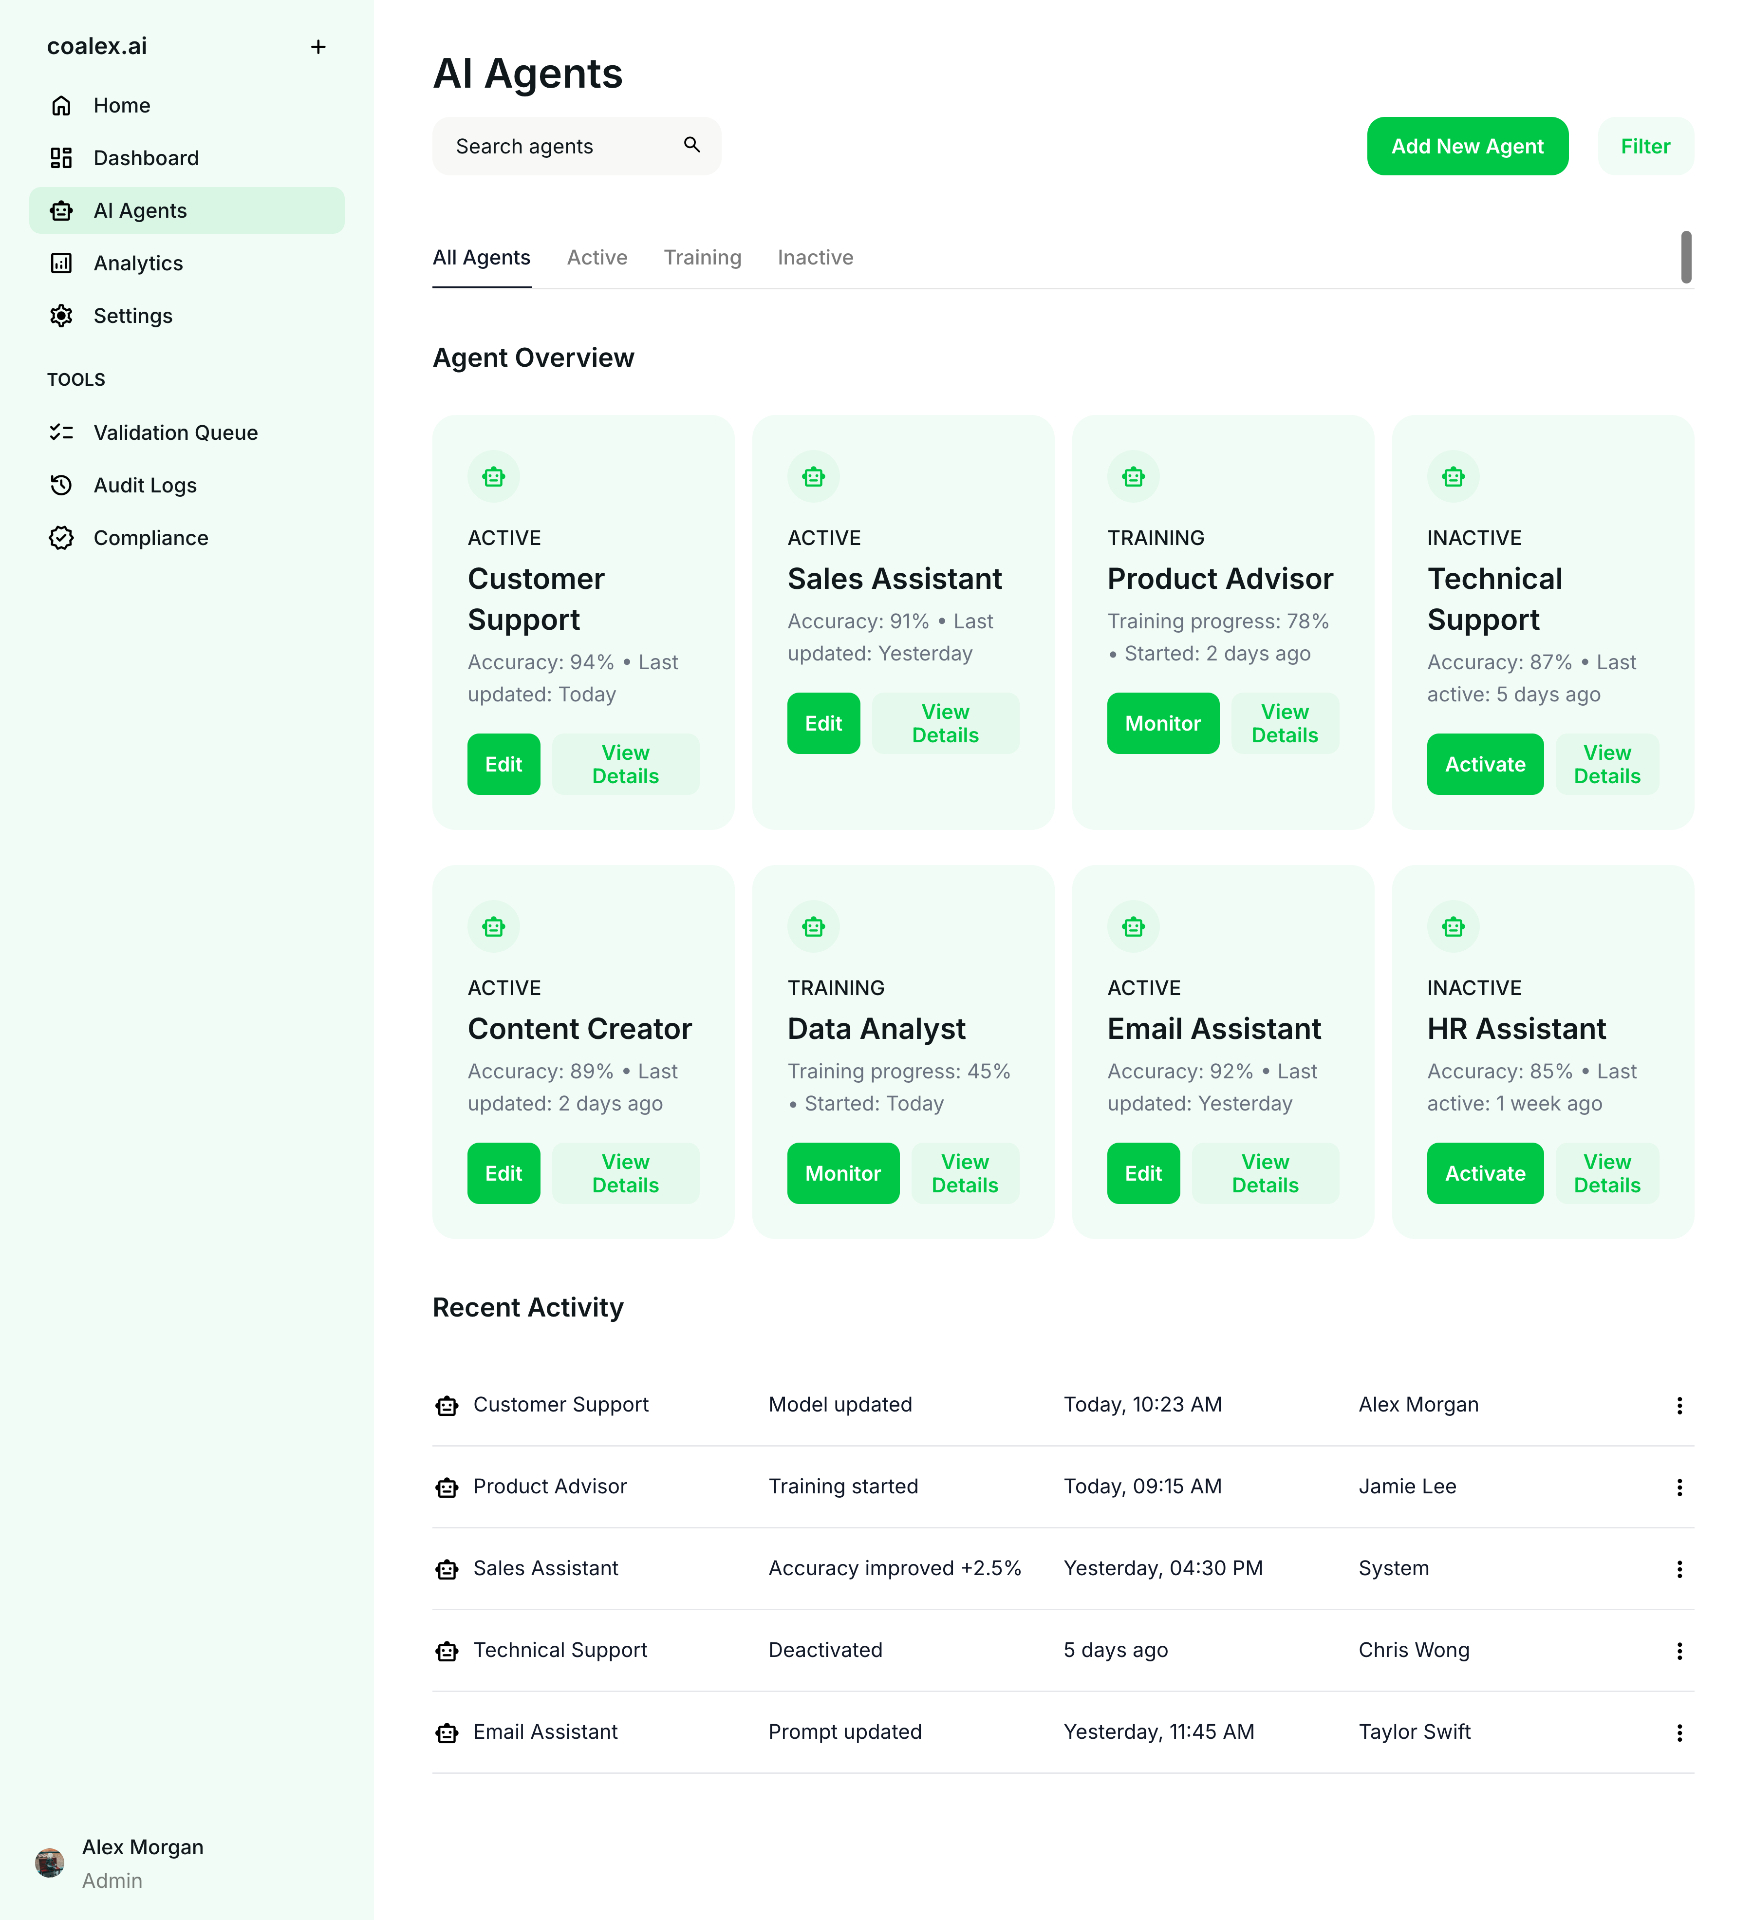 coalex.ai
+
Home
Dashboard
AI Agents
Analytics
Settings
TOOLS
Validation Queue
Audit Logs
Compliance
Alex Morgan
Admin
AI Agents
Search agents
Add New Agent
Filter
All Agents
Active
Training
Inactive
Agent Overview
ACTIVE
Customer
Support
Accuracy: 94% • Last
updated: Today
Edit
View
Details
ACTIVE
Sales Assistant
Accuracy: 91% • Last
updated: Yesterday
Edit
View
Details
TRAINING
Product Advisor
Training progress: 78%
• Started: 2 days ago
Monitor
View
Details
INACTIVE
Technical
Support
Accuracy: 87% • Last
active: 5 days ago
Activate
View
Details
ACTIVE
Content Creator
Accuracy: 89% • Last
updated: 2 days ago
Edit
View
Details
TRAINING
Data Analyst
Training progress: 45%
• Started: Today
Monitor
View
Details
ACTIVE
Email Assistant
Accuracy: 92% • Last
updated: Yesterday
Edit
View
Details
INACTIVE
HR Assistant
Accuracy: 85% • Last
active: 1 week ago
Activate
View
Details
Recent Activity
Customer Support Model updated Today, 10:23 AM Alex Morgan
Product Advisor Training started Today, 09:15 AM Jamie Lee
Sales Assistant Accuracy improved +2.5% Yesterday, 04:30 PM System
Technical Support Deactivated 5 days ago Chris Wong
Email Assistant Prompt updated Yesterday, 11:45 AM Taylor Swift